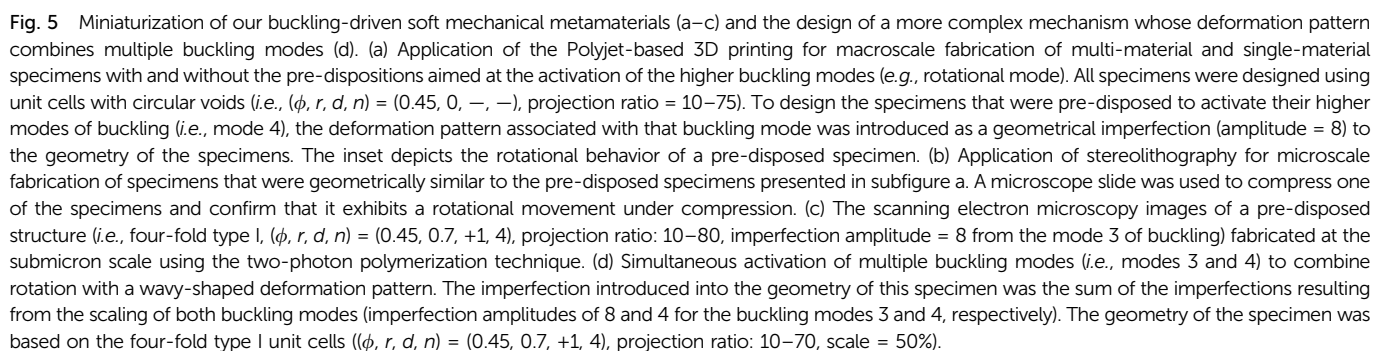 Fig. 5 Miniaturization of our buckling-driven soft mechanical metamaterials (a–c) and the design of a more complex mechanism whose deformation pattern
combines multiple buckling modes (d). (a) Application of the Polyjet-based 3D printing for macroscale fabrication of multi-material and single-material
specimens with and without the pre-dispositions aimed at the activation of the higher buckling modes (e.g., rotational mode). All specimens were designed using
unit cells with circular voids (i.e., (ϕ, r, d, n) = (0.45, 0, −, −), projection ratio = 10–75). To design the specimens that were pre-disposed to activate their higher
modes of buckling (i.e., mode 4), the deformation pattern associated with that buckling mode was introduced as a geometrical imperfection (amplitude = 8) to
the geometry of the specimens. The inset depicts the rotational behavior of a pre-disposed specimen. (b) Application of stereolithography for microscale
fabrication of specimens that were geometrically similar to the pre-disposed specimens presented in subfigure a. A microscope slide was used to compress one
of the specimens and confirm that it exhibits a rotational movement under compression. (c) The scanning electron microscopy images of a pre-disposed
structure (i.e., four-fold type I, (ϕ, r, d, n) = (0.45, 0.7, +1, 4), projection ratio: 10–80, imperfection amplitude = 8 from the mode 3 of buckling) fabricated at the
submicron scale using the two-photon polymerization technique. (d) Simultaneous activation of multiple buckling modes (i.e., modes 3 and 4) to combine
rotation with a wavy-shaped deformation pattern. The imperfection introduced into the geometry of this specimen was the sum of the imperfections resulting
from the scaling of both buckling modes (imperfection amplitudes of 8 and 4 for the buckling modes 3 and 4, respectively). The geometry of the specimen was
based on the four-fold type I unit cells ((ϕ, r, d, n) = (0.45, 0.7, +1, 4), projection ratio: 10–70, scale = 50%).